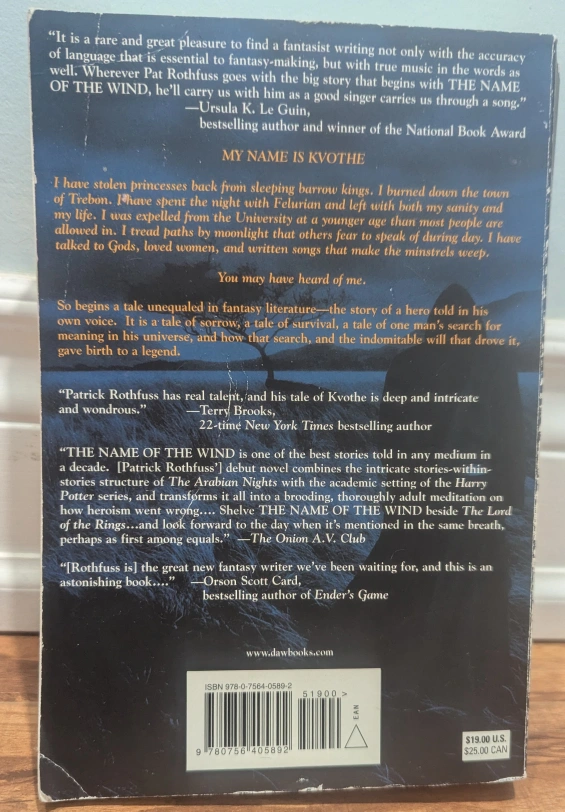 “It is a rare and great pleasure to find a fantasist writing not only with the accuracy
of language that is essential to fantasy-making, but with true music in the words as
well. Wherever Pat Rothfuss goes with the big story that begins with THE NAME
OF THE WIND, he’ll carry us with him as a good singer carries us through a song.”
—Ursula K. Le Guin,
bestselling author and winner of the National Book Award
MY NAME IS KVOTHE
I have stolen princesses back from sleeping barrow kings. I burned down the town
of Trebon. I have spent the night with Felurian and left with both my sanity and
my life. I was expelled from the University at a younger age than most people are
allowed in. I tread paths by moonlight that others fear to speak of during day. I have
talked to Gods, loved women, and written songs that make the minstrels weep.
You may have heard of me.
So begins a tale unequaled in fantasy literature—the story of a hero told in his
own voice. It is a tale of sorrow, a tale of survival, a tale of one man’s search for
meaning in his universe, and how that search, and the indomitable will that drove it,
gave birth to a legend.
“Patrick Rothfuss has real talent, and his tale of Kvothe is deep and intricate
and wondrous.” —Terry Brooks,
22-time New York Times bestselling author
“THE NAME OF THE WIND is one of the best stories told in any medium in
a decade. [Patrick Rothfuss’] debut novel combines the intricate stories-within-
stories structure of The Arabian Nights with the academic setting of the Harry
Potter series, and transforms it all into a brooding, thoroughly adult meditation on
how heroism went wrong.... Shelve THE NAME OF THE WIND beside The Lord
of the Rings...and look forward to the day when it’s mentioned in the same breath,
perhaps as first among equals.” —The Onion A.V. Club
“[Rothfuss is] the great new fantasy writer we’ve been waiting for, and this is an
astonishing book....” —Orson Scott Card,
bestselling author of Ender’s Game
www.dawbooks.com
ISBN 978-0-7564-0589-2
51900 >
EAN
9 780756 405892
$19.00 U.S.
$25.00 CAN